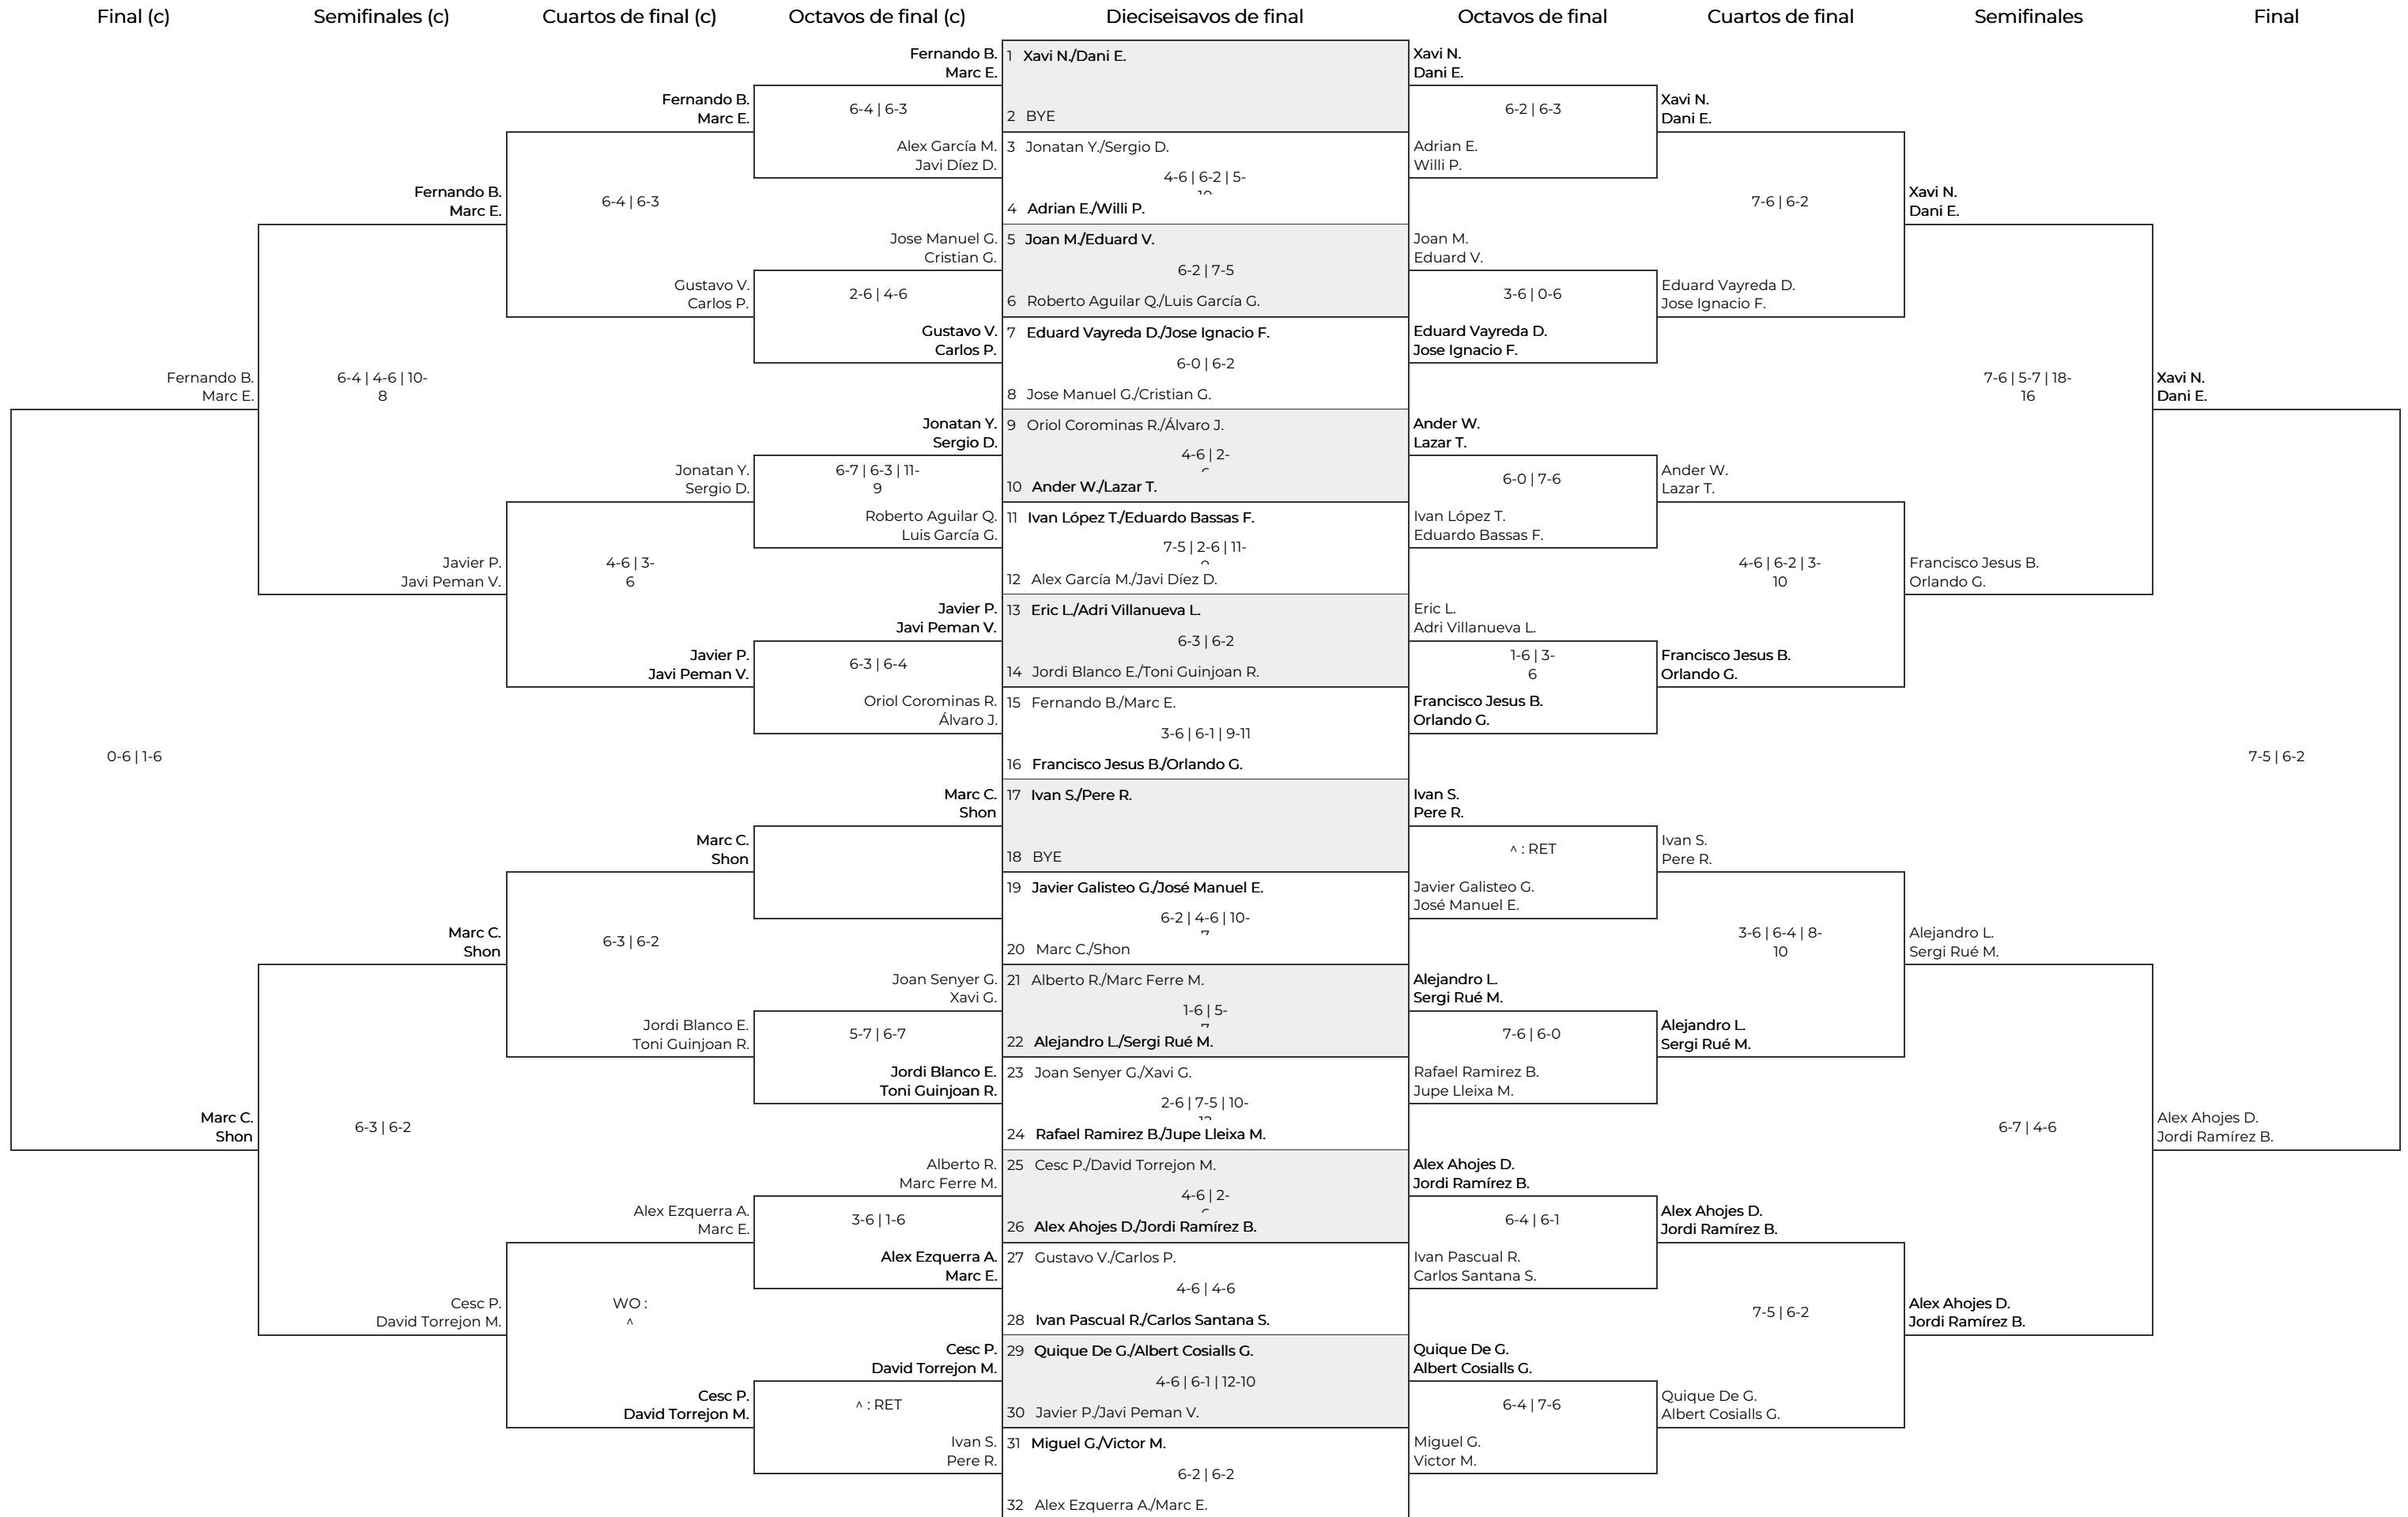 Final (c)
Semifinales (c)
Cuartos de final (c)
Octavos de final (c)
Dieciseisavos de final
Octavos de final
Cuartos de final
Semifinales
Final
Fernando B.
Marc E.
0-6 | 1-6
Marc C.
Shon
Fernando B.
Marc E.
6-4 | 4-6 | 10-
8
Javier P.
Javi Peman V.
Marc C.
Shon
6-3 | 6-2
Cesc P.
David Torrejon M.
Fernando B.
Marc E.
6-4 | 6-3
Gustavo V.
Carlos P.
Jonatan Y.
Sergio D.
4-6 | 3-
6
Javier P.
Javi Peman V.
Marc C.
Shon
6-3 | 6-2
Jordi Blanco E.
Toni Guinjoan R.
Alex Ezquerra A.
Marc E.
WO :
^
Cesc P.
David Torrejon M.
Fernando B.
Marc E.
6-4 | 6-3
Alex García M.
Javi Díez D.
Jose Manuel G.
Cristian G.
2-6 | 4-6
Gustavo V.
Carlos P.
Jonatan Y.
Sergio D.
6-7 | 6-3 | 11-
9
Roberto Aguilar Q.
Luis García G.
Javier P.
Javi Peman V.
6-3 | 6-4
Oriol Corominas R.
Álvaro J.
Marc C.
Shon
Joan Senyer G.
Xavi G.
5-7 | 6-7
Jordi Blanco E.
Toni Guinjoan R.
Alberto R.
Marc Ferre M.
3-6 | 1-6
Alex Ezquerra A.
Marc E.
Cesc P.
David Torrejon M.
^ : RET
Ivan S.
Pere R.
1 Xavi N./Dani E.
2 BYE
3 Jonatan Y./Sergio D.
4-6 | 6-2 | 5-
4 Adrian E./Willi P.
5 Joan M./Eduard V.
6-2 | 7-5
6 Roberto Aguilar Q./Luis García G.
7 Eduard Vayreda D./Jose Ignacio F.
6-0 | 6-2
8 Jose Manuel G./Cristian G.
9 Oriol Corominas R./Álvaro J.
4-6 | 2-
10 Ander W./Lazar T.
11 Ivan López T./Eduardo Bassas F.
7-5 | 2-6 | 11-
12 Alex García M./Javi Díez D.
13 Eric L./Adri Villanueva L.
6-3 | 6-2
14 Jordi Blanco E./Toni Guinjoan R.
15 Fernando B./Marc E.
3-6 | 6-1 | 9-11
16 Francisco Jesus B./Orlando G.
17 Ivan S./Pere R.
18 BYE
19 Javier Galisteo G./José Manuel E.
6-2 | 4-6 | 10-
20 Marc C./Shon
21 Alberto R./Marc Ferre M.
1-6 | 5-
22 Alejandro L./Sergi Rué M.
23 Joan Senyer G./Xavi G.
2-6 | 7-5 | 10-
24 Rafael Ramirez B./Jupe Lleixa M.
25 Cesc P./David Torrejon M.
4-6 | 2-
26 Alex Ahojes D./Jordi Ramírez B.
27 Gustavo V./Carlos P.
4-6 | 4-6
28 Ivan Pascual R./Carlos Santana S.
29 Quique De G./Albert Cosialls G.
4-6 | 6-1 | 12-10
30 Javier P./Javi Peman V.
31 Miguel G./Victor M.
6-2 | 6-2
32 Alex Ezquerra A./Marc E.
Xavi N.
Dani E.
6-2 | 6-3
Adrian E.
Willi P.
Joan M.
Eduard V.
3-6 | 0-6
Eduard Vayreda D.
Jose Ignacio F.
Ander W.
Lazar T.
6-0 | 7-6
Ivan López T.
Eduardo Bassas F.
Eric L.
Adri Villanueva L.
1-6 | 3-
6
Francisco Jesus B.
Orlando G.
Ivan S.
Pere R.
^ : RET
Javier Galisteo G.
José Manuel E.
Alejandro L.
Sergi Rué M.
7-6 | 6-0
Rafael Ramirez B.
Jupe Lleixa M.
Alex Ahojes D.
Jordi Ramírez B.
6-4 | 6-1
Ivan Pascual R.
Carlos Santana S.
Quique De G.
Albert Cosialls G.
6-4 | 7-6
Miguel G.
Victor M.
Xavi N.
Dani E.
7-6 | 6-2
Eduard Vayreda D.
Jose Ignacio F.
Ander W.
Lazar T.
4-6 | 6-2 | 3-
10
Francisco Jesus B.
Orlando G.
Ivan S.
Pere R.
3-6 | 6-4 | 8-
10
Alejandro L.
Sergi Rué M.
Alex Ahojes D.
Jordi Ramírez B.
7-5 | 6-2
Quique De G.
Albert Cosialls G.
Xavi N.
Dani E.
7-6 | 5-7 | 18-
16
Francisco Jesus B.
Orlando G.
Alejandro L.
Sergi Rué M.
6-7 | 4-6
Alex Ahojes D.
Jordi Ramírez B.
Xavi N.
Dani E.
7-5 | 6-2
Alex Ahojes D.
Jordi Ramírez B.